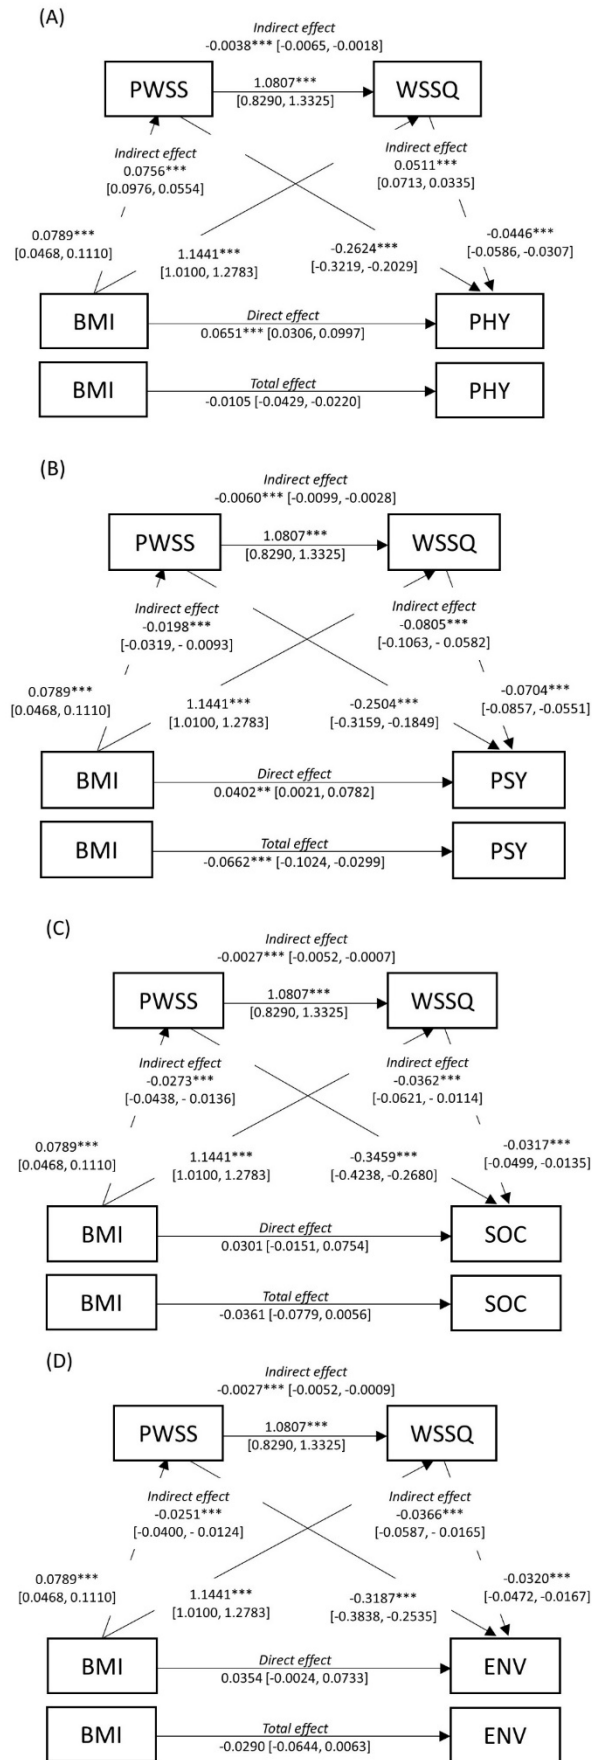 (A)
Indirect effect
-0.0038*** [-0.0065, -0.0018]
PWSS
1.0807***
[0.8290, 1.3325]
WSSQ
Indirect effect
0.0756***
[0.0976, 0.0554]
Indirect effect
0.0511***
[0.0713, 0.0335]
0.0789***
[0.0468, 0.1110]
1.1441***
[1.0100, 1.2783]
-0.2624***
[-0.3219, -0.2029]
-0.0446***
[-0.0586, -0.0307]
BMI
Direct effect
0.0651*** [0.0306, 0.0997]
PHY
BMI
Total effect
-0.0105 [-0.0429, -0.0220]
PHY
(B)
Indirect effect
-0.0060*** [-0.0099, -0.0028]
PWSS
1.0807***
[0.8290, 1.3325]
WSSQ
Indirect effect
-0.0198***
[-0.0319, - 0.0093]
Indirect effect
-0.0805***
[-0.1063, - 0.0582]
0.0789***
[0.0468, 0.1110]
1.1441***
[1.0100, 1.2783]
-0.2504***
[-0.3159, -0.1849]
-0.0704***
[-0.0857, -0.0551]
BMI
Direct effect
0.0402** [0.0021, 0.0782]
PSY
BMI
Total effect
-0.0662*** [-0.1024, -0.0299]
PSY
(C)
Indirect effect
-0.0027*** [-0.0052, -0.0007]
PWSS
1.0807***
[0.8290, 1.3325]
WSSQ
Indirect effect
-0.0273***
[-0.0438, - 0.0136]
Indirect effect
-0.0362***
[-0.0621, - 0.0114]
0.0789***
[0.0468, 0.1110]
1.1441***
[1.0100, 1.2783]
-0.3459***
[-0.4238, -0.2680]
-0.0317***
[-0.0499, -0.0135]
BMI
Direct effect
0.0301 [-0.0151, 0.0754]
SOC
BMI
Total effect
-0.0361 [-0.0779, 0.0056]
SOC
(D)
Indirect effect
-0.0027*** [-0.0052, -0.0009]
PWSS
1.0807***
[0.8290, 1.3325]
WSSQ
Indirect effect
-0.0251***
[-0.0400, - 0.0124]
Indirect effect
-0.0366***
[-0.0587, - 0.0165]
0.0789***
[0.0468, 0.1110]
1.1441***
[1.0100, 1.2783]
-0.3187***
[-0.3838, -0.2535]
-0.0320***
[-0.0472, -0.0167]
BMI
Direct effect
0.0354 [-0.0024, 0.0733]
ENV
BMI
Total effect
-0.0290 [-0.0644, 0.0063]
ENV